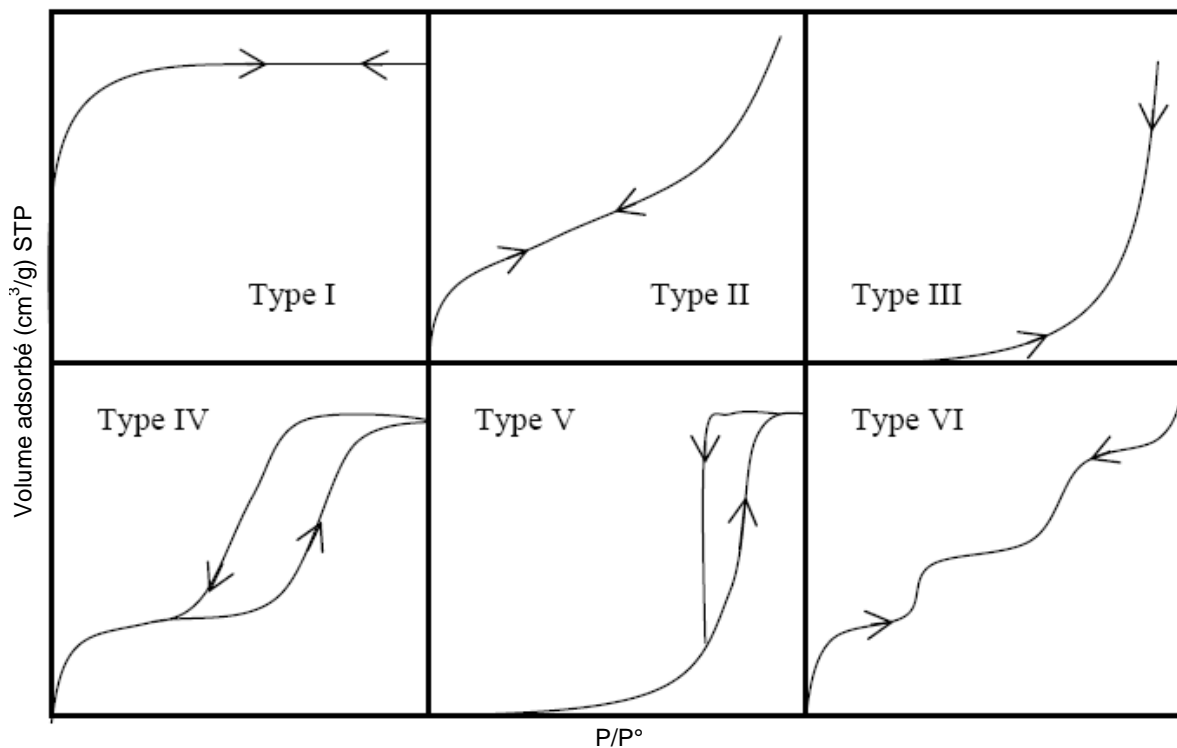 Volume adsorbé (cm³/g) STP
Type I
Type II
Type III
Type IV
Type V
Type VI
P/P°